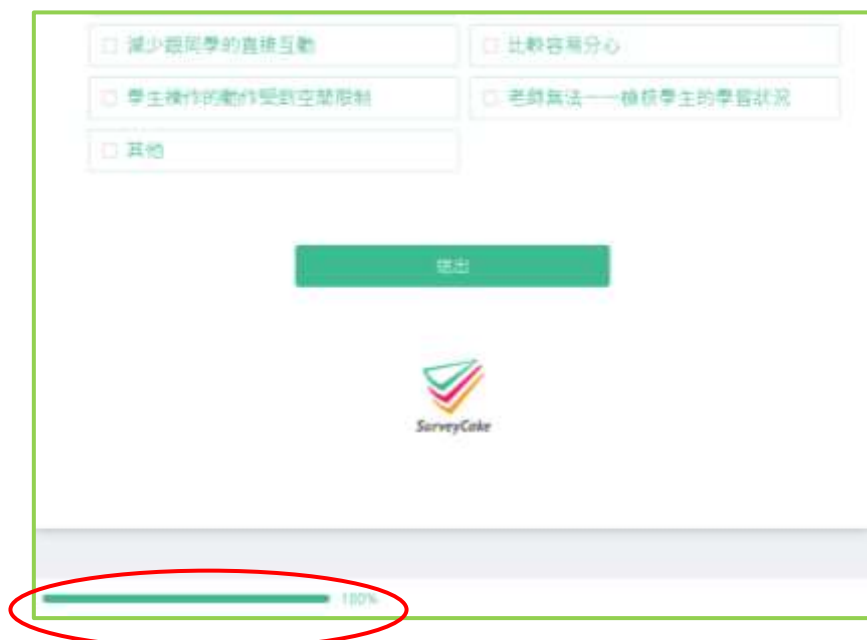 減少跟同學的直接互動
比較容易分心
學生操作的動作受到空間限制
老師無法一一檢核學生的學習狀況
其他
送出
SurveyCake
100%